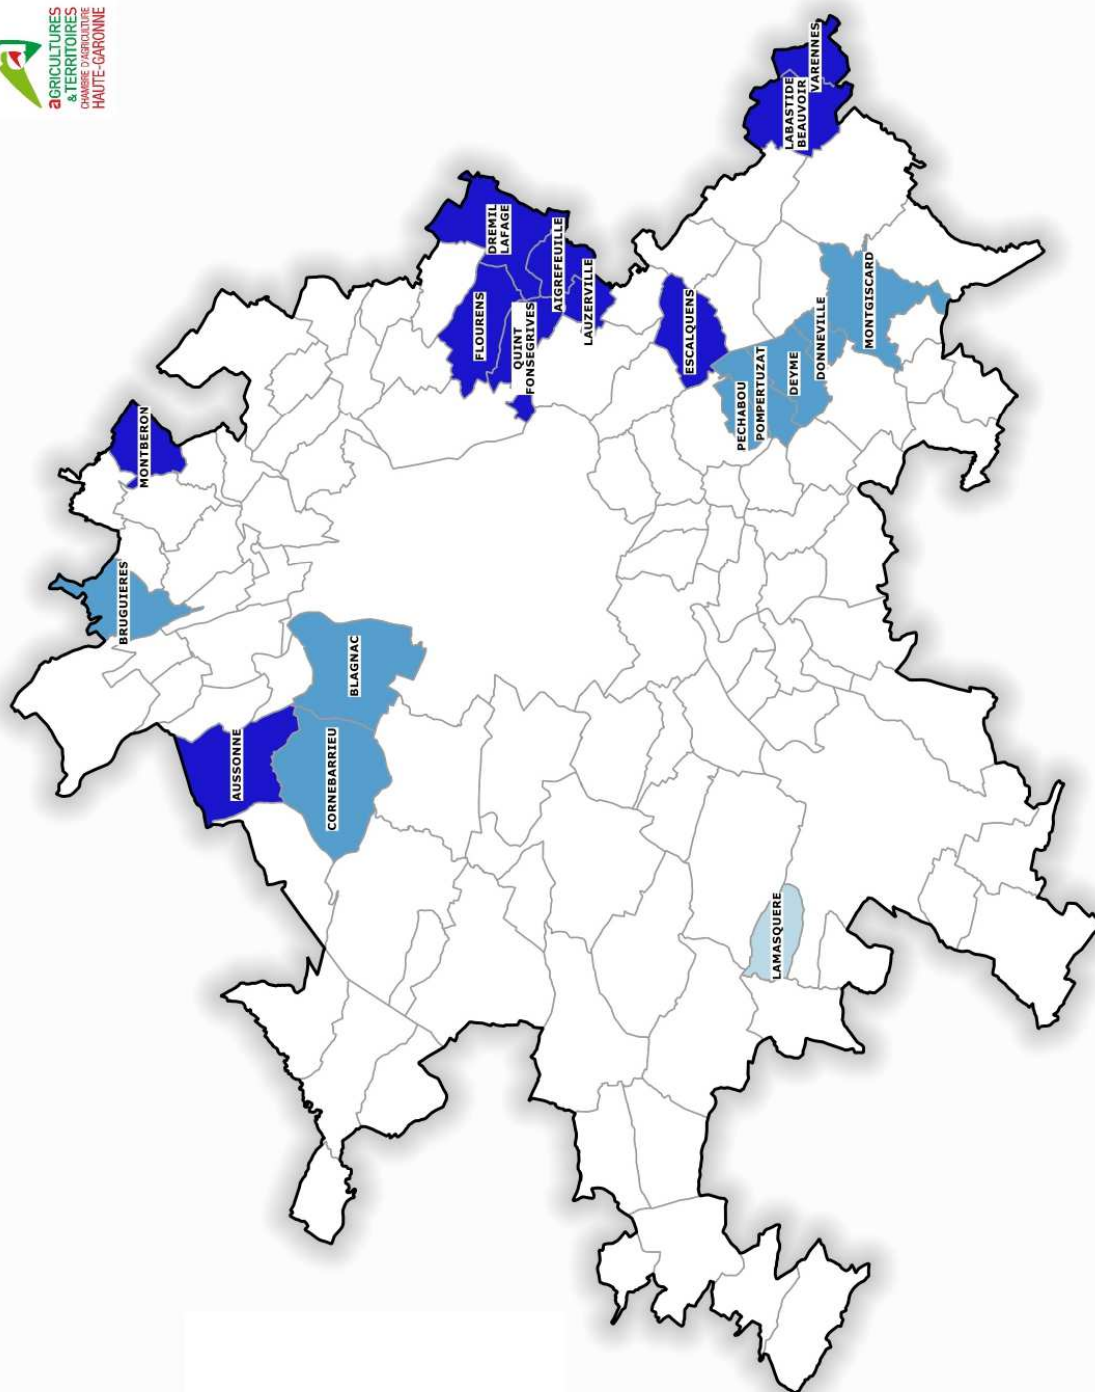 aGRICULTURES
& TERRITOIRES
CHAMBRE D'AGRICULTURE
HAUTE-GARONNE
MONTBERON
BRUGUIERES
AUSSONNE
BLAGNAC
CORNEBARRIEU
DREMIL
LAFAGE
FLOURENS
QUINT
FONSEGRIVES
AIGREFEUILLE
LAUZERVILLE
ESCALQUENS
VARENNES
LABASTIDE
BEAUVOIR
PECHABOU
POMPERTUZAT
DEYME
DONNEVILLE
MONTGISCARD
LAMASQUERE